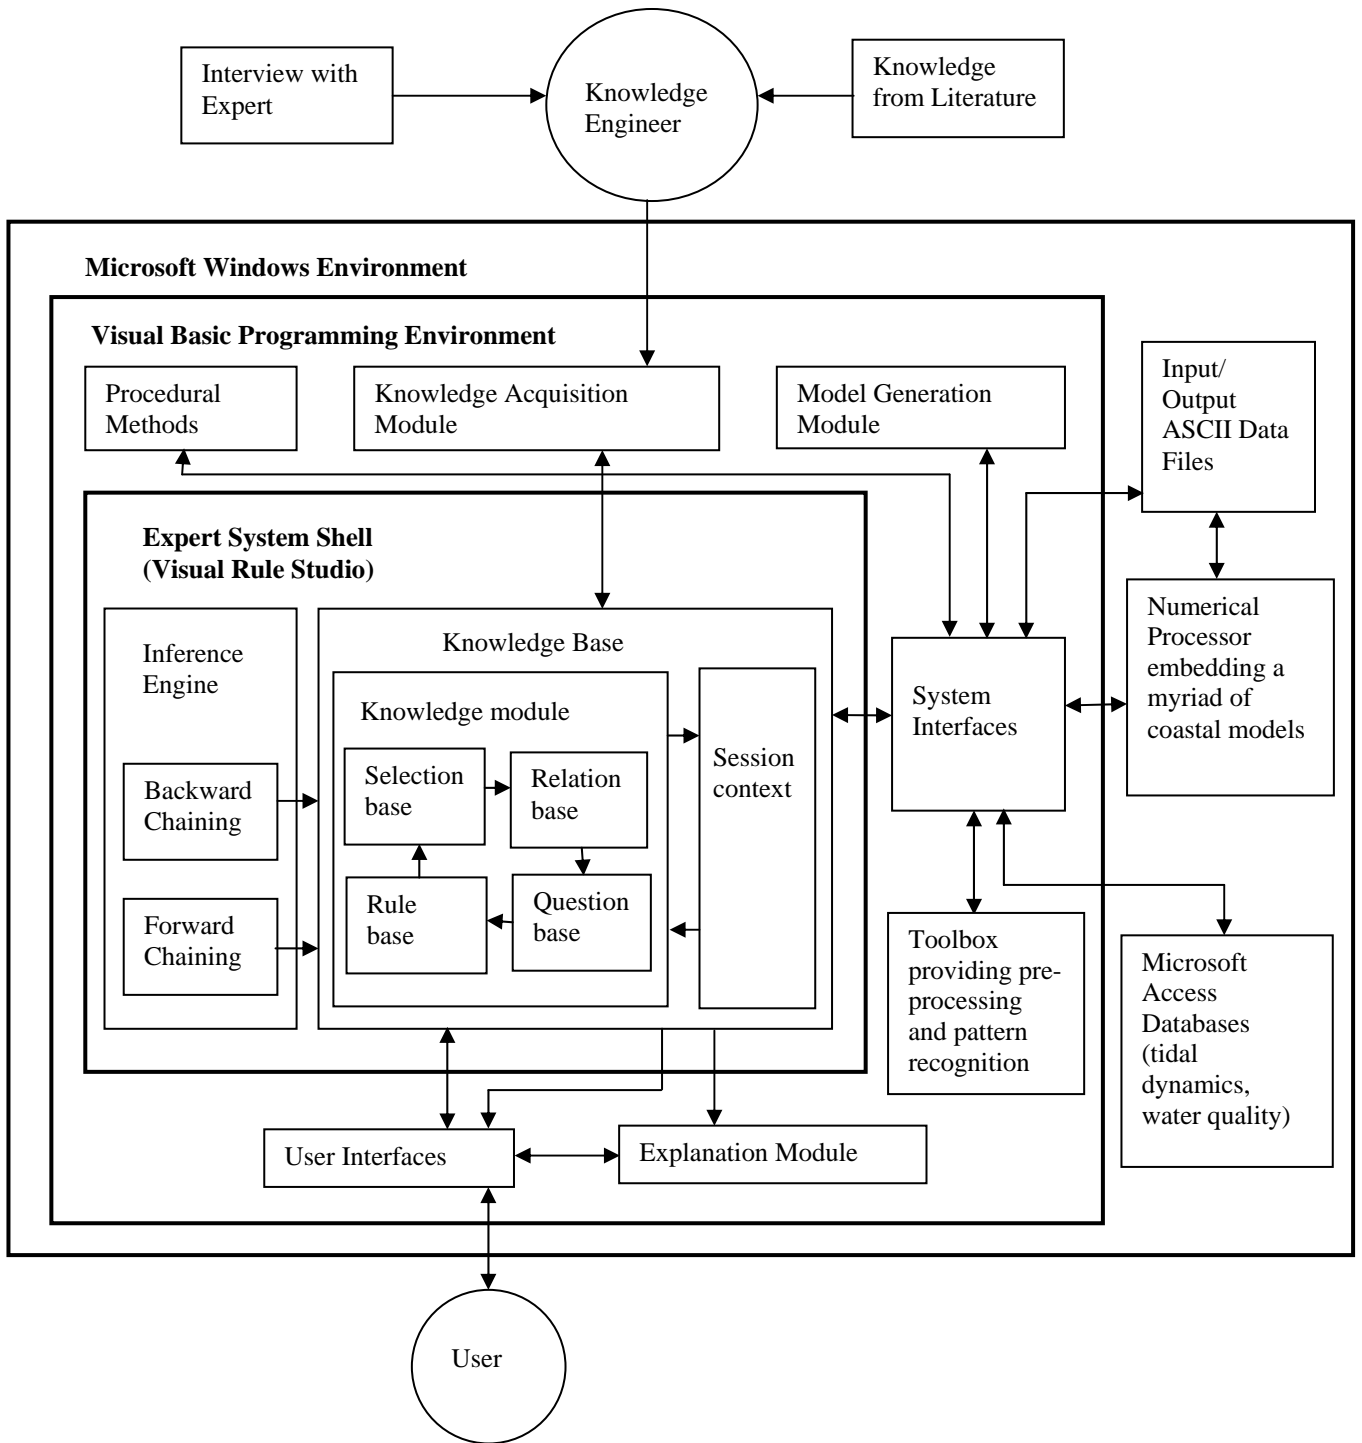 Interview with
Expert
Knowledge
Engineer
Knowledge
from Literature
Microsoft Windows Environment
Visual Basic Programming Environment
Procedural
Methods
Knowledge Acquisition
Module
Model Generation
Module
Input/
Output
ASCII Data
Files
Expert System Shell
(Visual Rule Studio)
Inference
Engine
Backward
Chaining
Forward
Chaining
Knowledge Base
Knowledge module
Selection
base
Relation
base
Rule
base
Question
base
Session
context
System
Interfaces
Numerical
Processor
embedding a
myriad of
coastal models
Toolbox
providing pre-
processing
and pattern
recognition
Microsoft
Access
Databases
(tidal
dynamics,
water quality)
User Interfaces
Explanation Module
User